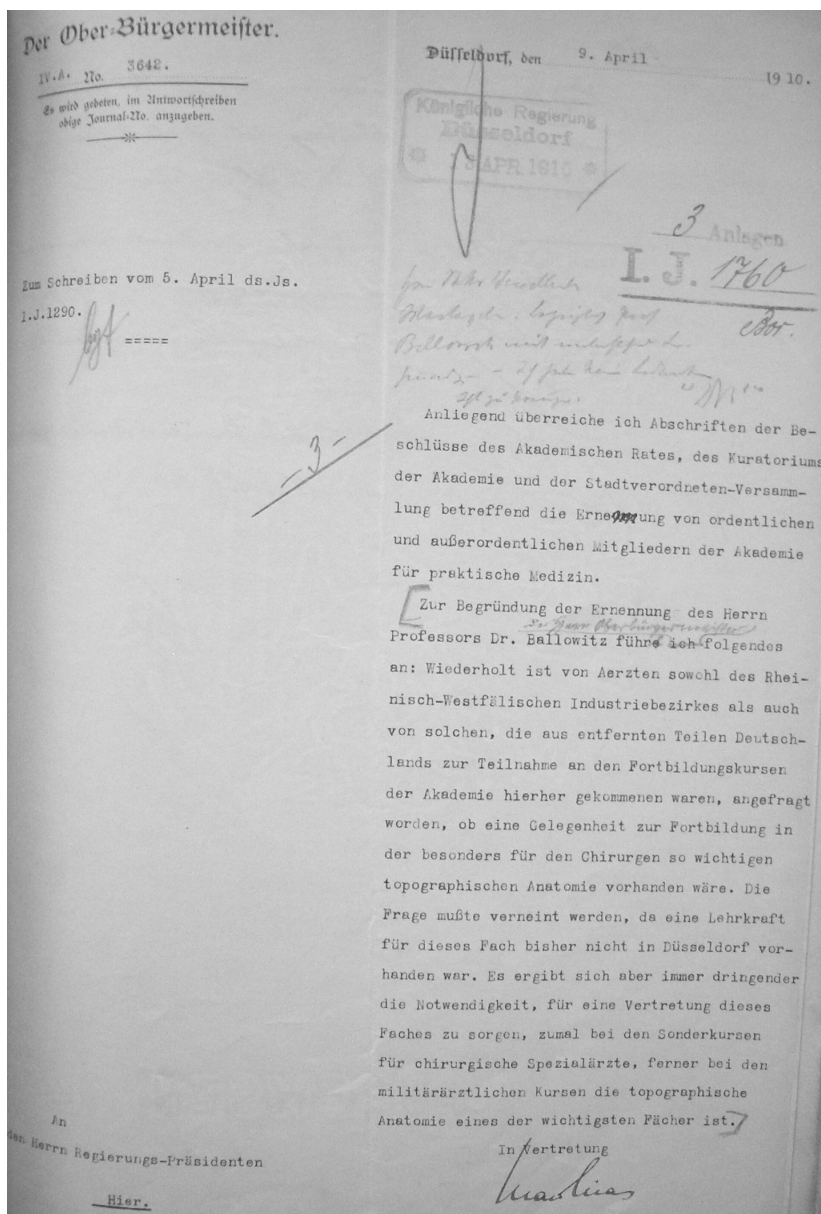 Der Ober-Bürgermeister.
IV.A. No. 3642.
Es wird gebeten, im Antwortschreiben
obige Journal-No. anzugeben.
Düsseldorf, den 9. April 1910.
Königliche Regierung
Düsseldorf
APR. 1910
3 Anlagen
I. J. 1760
Zum Schreiben vom 5. April ds.Js.
I.J.1290.
=====
-3-
Anliegend überreiche ich Abschriften der Be-
schlüsse des Akademischen Rates, des Kuratoriums
der Akademie und der Stadtverordneten-Versamm-
lung betreffend die Ernennung von ordentlichen
und außerordentlichen Mitgliedern der Akademie
für praktische Medizin.
[Zur Begründung der Ernennung des Herrn
der Herr Oberbürgermeister
Professors Dr. Ballowitz führe ich folgendes
an: Wiederholt ist von Aerzten sowohl des Rhei-
nisch-Westfälischen Industriebezirkes als auch
von solchen, die aus entfernten Teilen Deutsch-
lands zur Teilnahme an den Fortbildungskursen
der Akademie hierher gekommenen waren, angefragt
worden, ob eine Gelegenheit zur Fortbildung in
der besonders für den Chirurgen so wichtigen
topographischen Anatomie vorhanden wäre. Die
Frage mußte verneint werden, da eine Lehrkraft
für dieses Fach bisher nicht in Düsseldorf vor-
handen war. Es ergibt sich aber immer dringender
die Notwendigkeit, für eine Vertretung dieses
Faches zu sorgen, zumal bei den Sonderkursen
für chirurgische Spezialärzte, ferner bei den
militärärztlichen Kursen die topographische
Anatomie eines der wichtigsten Fächer ist.]
In Vertretung
An
den Herrn Regierungs-Präsidenten
Hier.